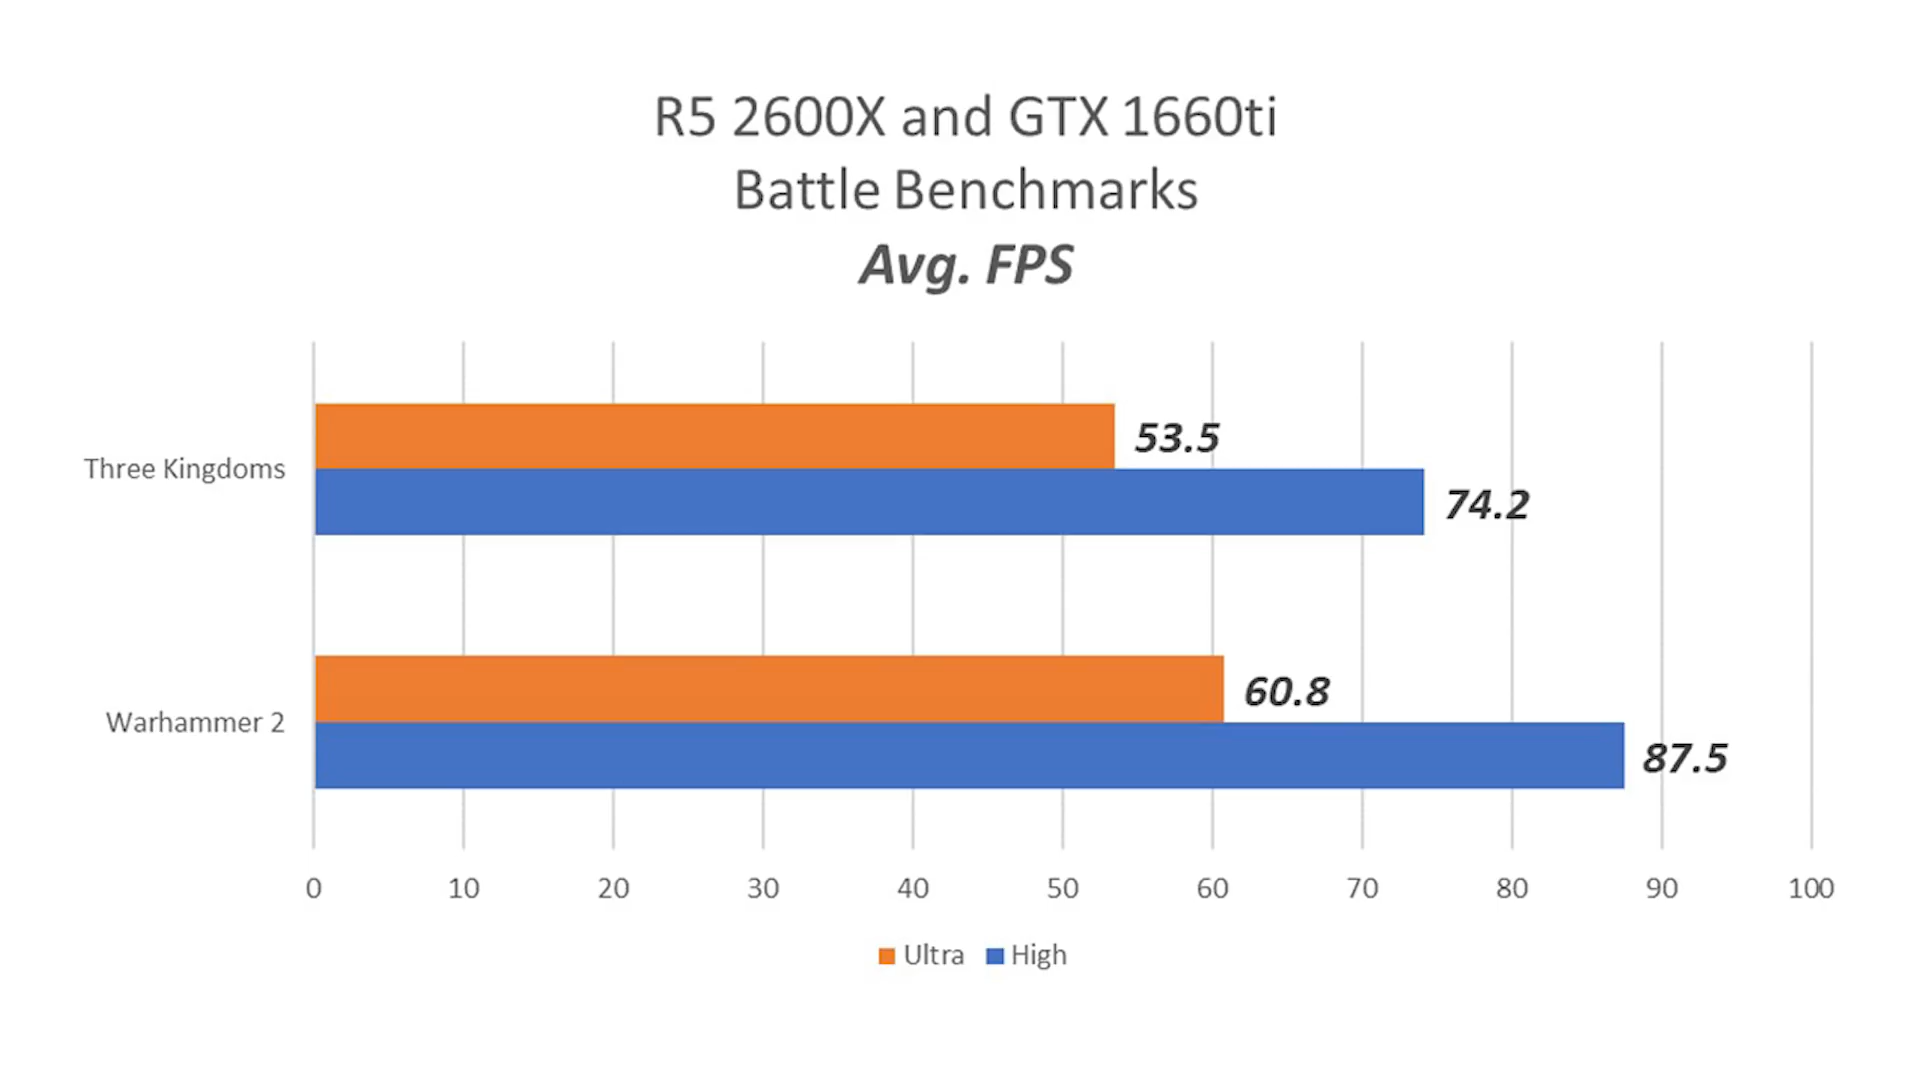 R5 2600X and GTX 1660ti
Battle Benchmarks
Avg. FPS
Three Kingdoms
53.5
74.2
Warhammer 2
60.8
87.5
0 10 20 30 40 50 60 70 80 90 100
Ultra High